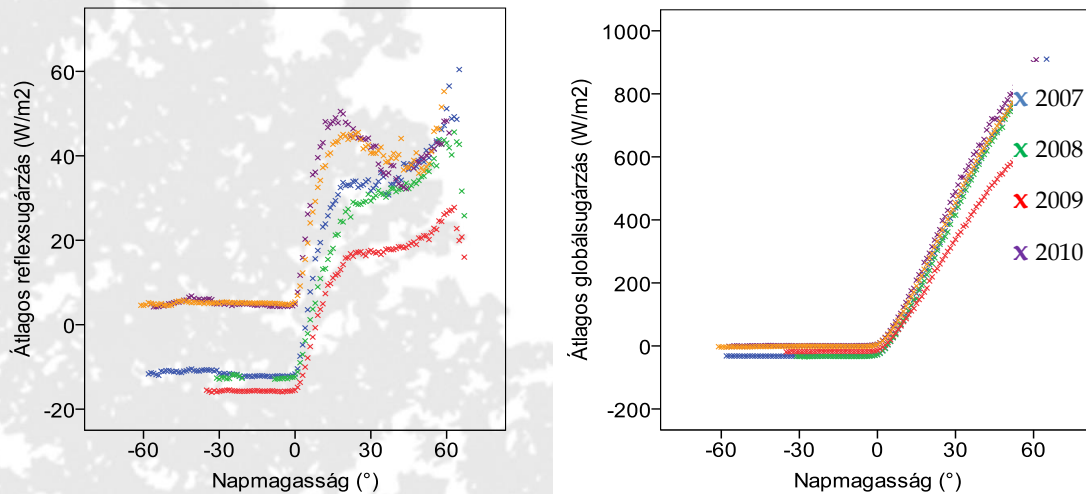 Átlagos reflexsugárzás (W/m2)
60
40
20
0
-20
-60
-30
0
30
60
Napmagasság (°)
Átlagos globálsugárzás (W/m2)
1000
800
600
400
200
0
-200
-60
-30
0
30
60
Napmagasság (°)
x 2007
x 2008
x 2009
x 2010